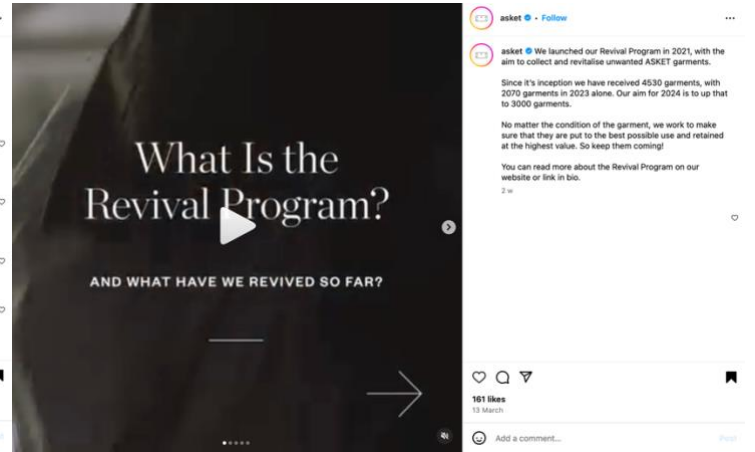 What Is the
Revival Program?
AND WHAT HAVE WE REVIVED SO FAR?
asket • Follow
asket We launched our Revival Program in 2021, with the
aim to collect and revitalise unwanted ASKET garments.
Since it's inception we have received 4530 garments, with
2070 garments in 2023 alone. Our aim for 2024 is to up that
to 3000 garments.
No matter the condition of the garment, we work to make
sure that they are put to the best possible use and retained
at the highest value. So keep them coming!
You can read more about the Revival Program on our
website or link in bio.
2 w
161 likes
13 March
Add a comment...
Post